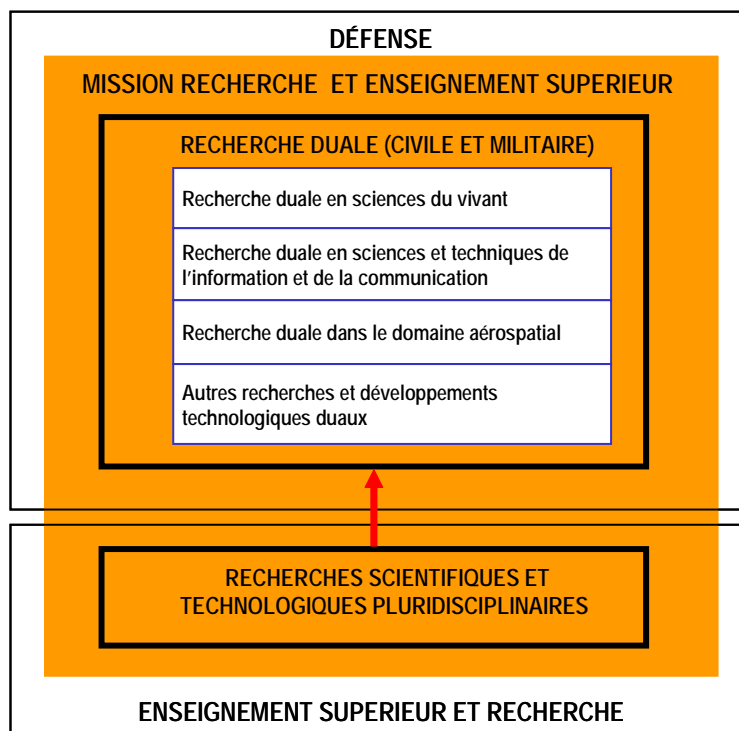 DÉFENSE
MISSION RECHERCHE ET ENSEIGNEMENT SUPERIEUR
RECHERCHE DUALE (CIVILE ET MILITAIRE)
Recherche duale en sciences du vivant
Recherche duale en sciences et techniques de
l'information et de la communication
Recherche duale dans le domaine aérospatial
Autres recherches et développements
technologiques duaux
RECHERCHES SCIENTIFIQUES ET
TECHNOLOGIQUES PLURIDISCIPLINAIRES
ENSEIGNEMENT SUPERIEUR ET RECHERCHE